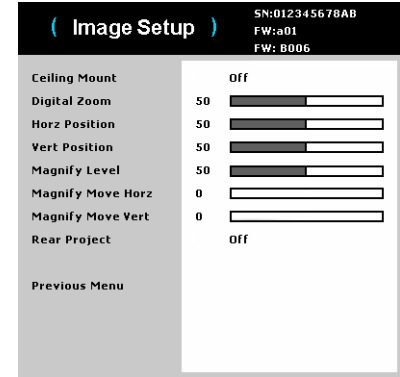 ( Image Setup )
SN:012345678AB
FW:a01
FW: B006
Ceiling Mount Off
Digital Zoom 50
Horz Position 50
Vert Position 50
Magnify Level 50
Magnify Move Horz 0
Magnify Move Vert 0
Rear Project Off
Previous Menu